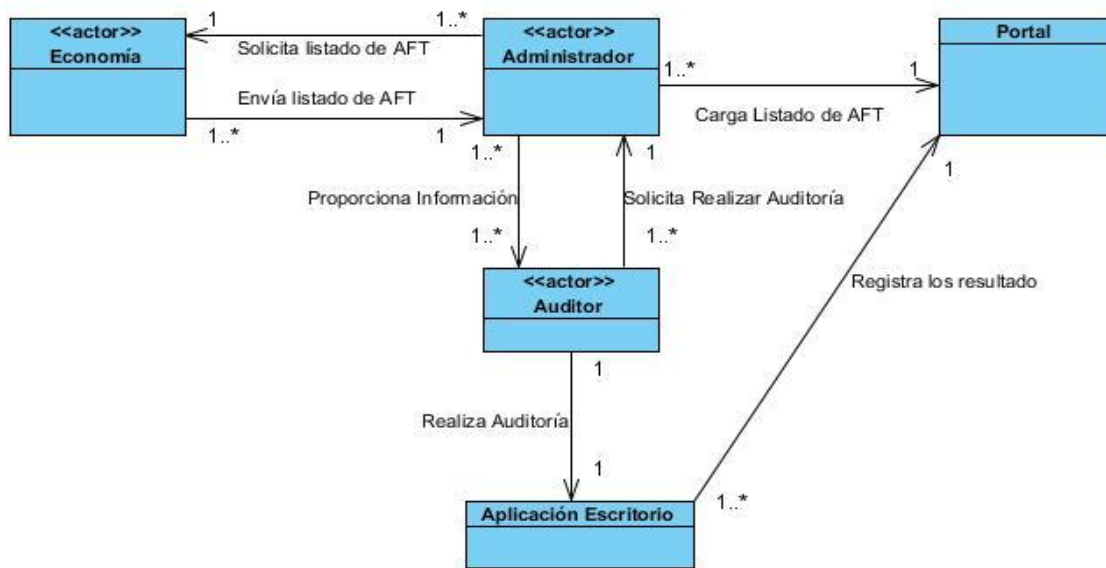 1
1..*
<<actor>>
Economía
Solicita listado de AFT
<<actor>>
Administrador
Portal
Envía listado de AFT
1..*
1
1..*
1
Carga Listado de AFT
1..*
1
1
Proporciona Información
Solicita Realizar Auditoría
1..*
1..*
<<actor>>
Auditor
Registra los resultado
1
Realiza Auditoría
1
1..*
Aplicación Escritorio